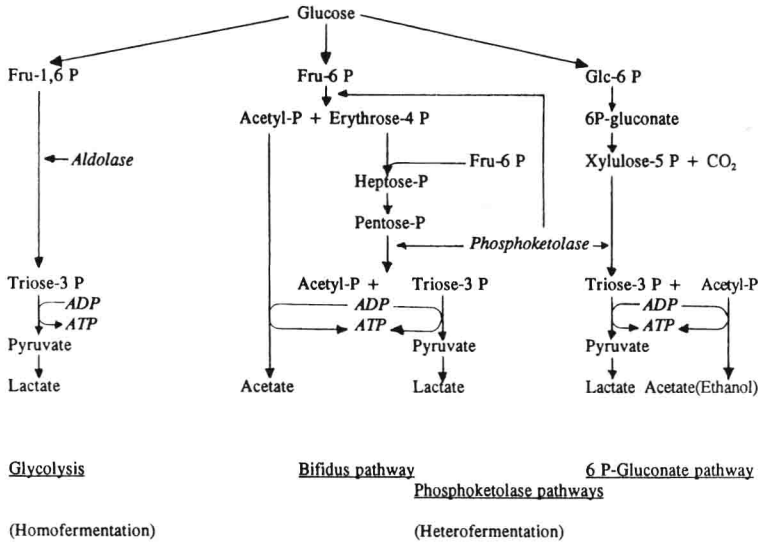 Glucose
Fru-1,6 P Fru-6 P Glc-6 P
Acetyl-P + Erythrose-4 P 6P-gluconate
Aldolase Fru-6 P Xylulose-5 P + CO₂
Heptose-P
Pentose-P
Phosphoketolase
Triose-3 P Acetyl-P + Triose-3 P Triose-3 P + Acetyl-P
ADP ADP ADP
ATP ATP ATP
Pyruvate Pyruvate Pyruvate
Lactate Acetate Lactate Lactate Acetate(Ethanol)
Glycolysis Bifidus pathway 6 P-Gluconate pathway
Phosphoketolase pathways
(Homofermentation) (Heterofermentation)